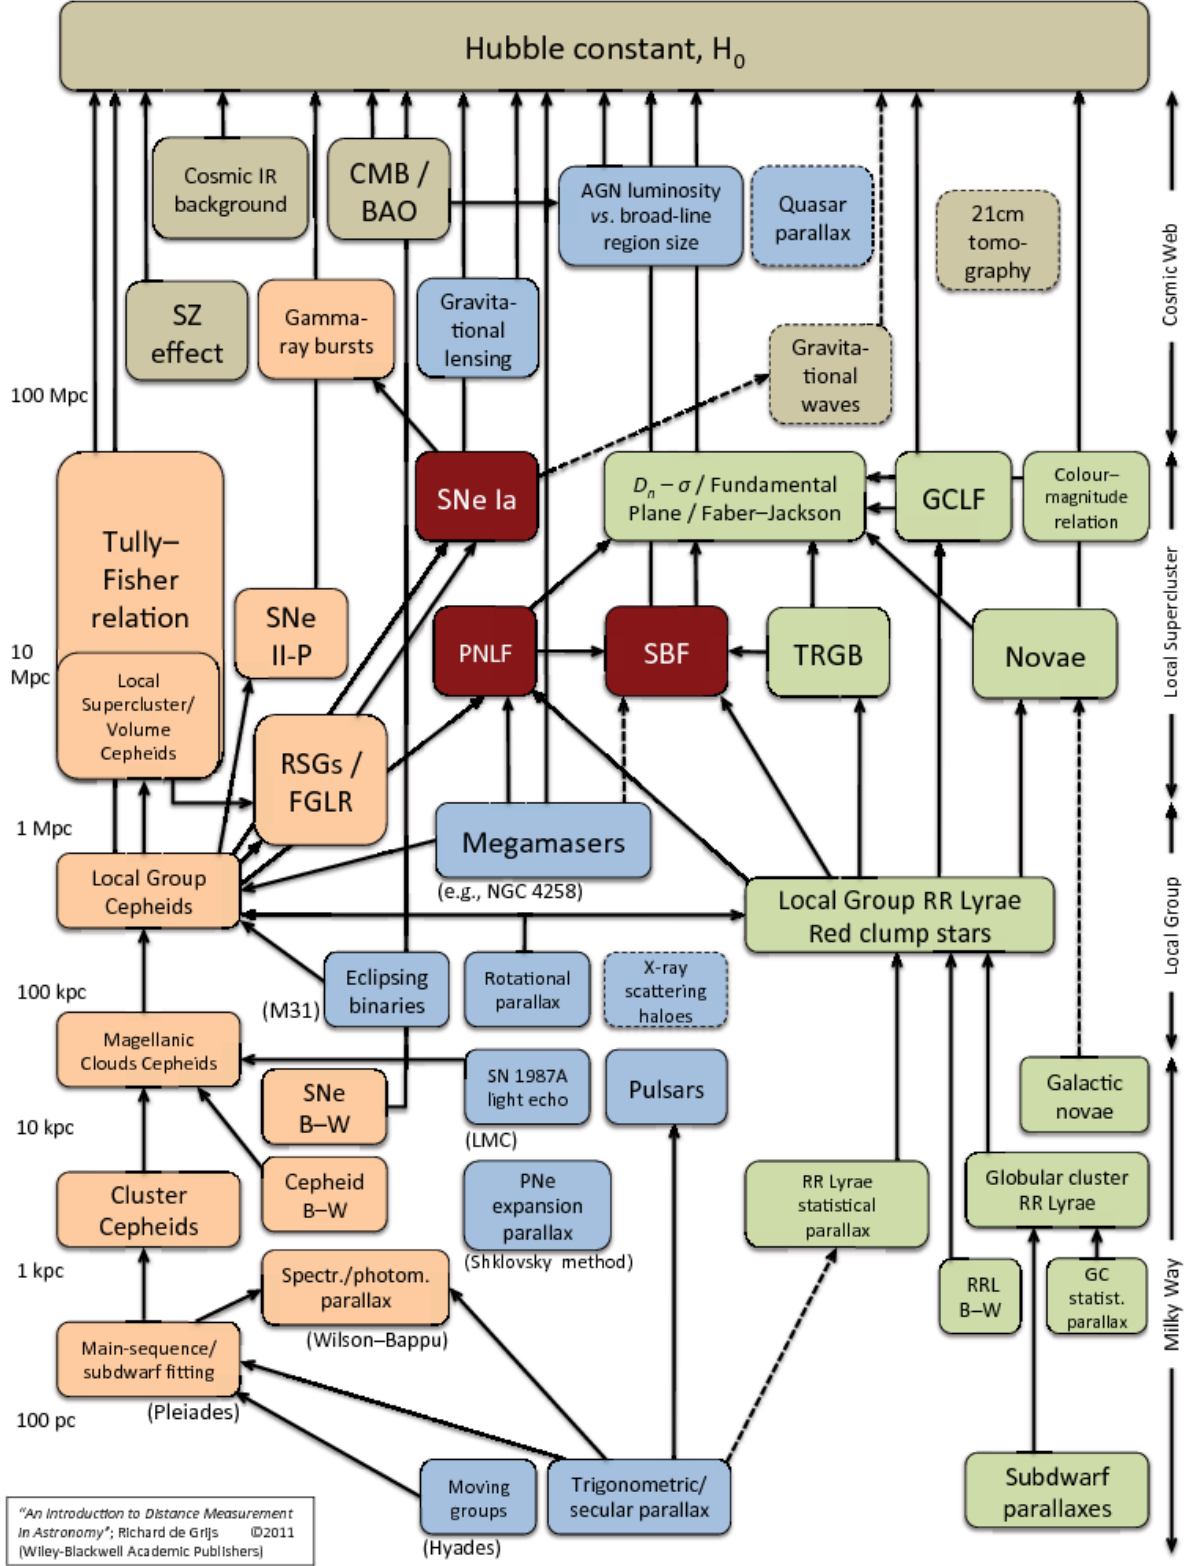 Hubble constant, H₀
Cosmic IR
background
CMB /
BAO
AGN luminosity
vs. broad–line
region size
Quasar
parallax
21cm
tomo-
graphy
Cosmic Web
SZ
effect
Gamma-
ray bursts
Gravita-
tional
lensing
Gravita-
tional
waves
100 Mpc
Tully–
Fisher
relation
SNe Ia
Dₙ – σ / Fundamental
Plane / Faber–Jackson
GCLF
Colour–
magnitude
relation
Local Supercluster
SNe
II-P
10
Mpc
Local
Supercluster/
Volume
Cepheids
PNLF
SBF
TRGB
Novae
RSGs /
FGLR
1 Mpc
Megamasers
(e.g., NGC 4258)
Local Group
Cepheids
Local Group RR Lyrae
Red clump stars
Local Group
100 kpc
Eclipsing
binaries
(M31)
Rotational
parallax
X-ray
scattering
haloes
Magellanic
Clouds Cepheids
SNe
B–W
SN 1987A
light echo
(LMC)
Pulsars
Galactic
novae
10 kpc
Cluster
Cepheids
Cepheid
B–W
PNe
expansion
parallax
(Shklovsky method)
RR Lyrae
statistical
parallax
Globular cluster
RR Lyrae
1 kpc
Spectr./photom.
parallax
(Wilson–Bappu)
RRL
B–W
GC
statist.
parallax
Milky Way
Main-sequence/
subdwarf fitting
(Pleiades)
100 pc
Moving
groups
(Hyades)
Trigonometric/
secular parallax
Subdwarf
parallaxes
“An Introduction to Distance Measurement
in Astronomy”; Richard de Grijs ©2011
(Wiley-Blackwell Academic Publishers)